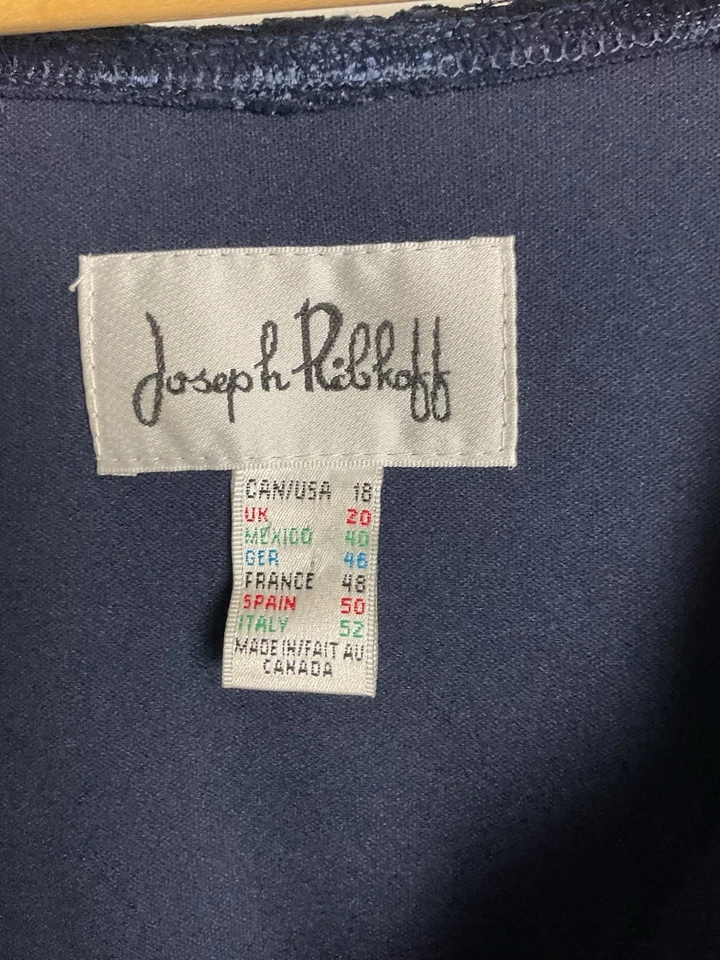 Joseph Ribkoff
CAN/USA 18
UK 20
MEXICO 40
GER 46
FRANCE 48
SPAIN 50
ITALY 52
MADE IN/FAIT AU
CANADA